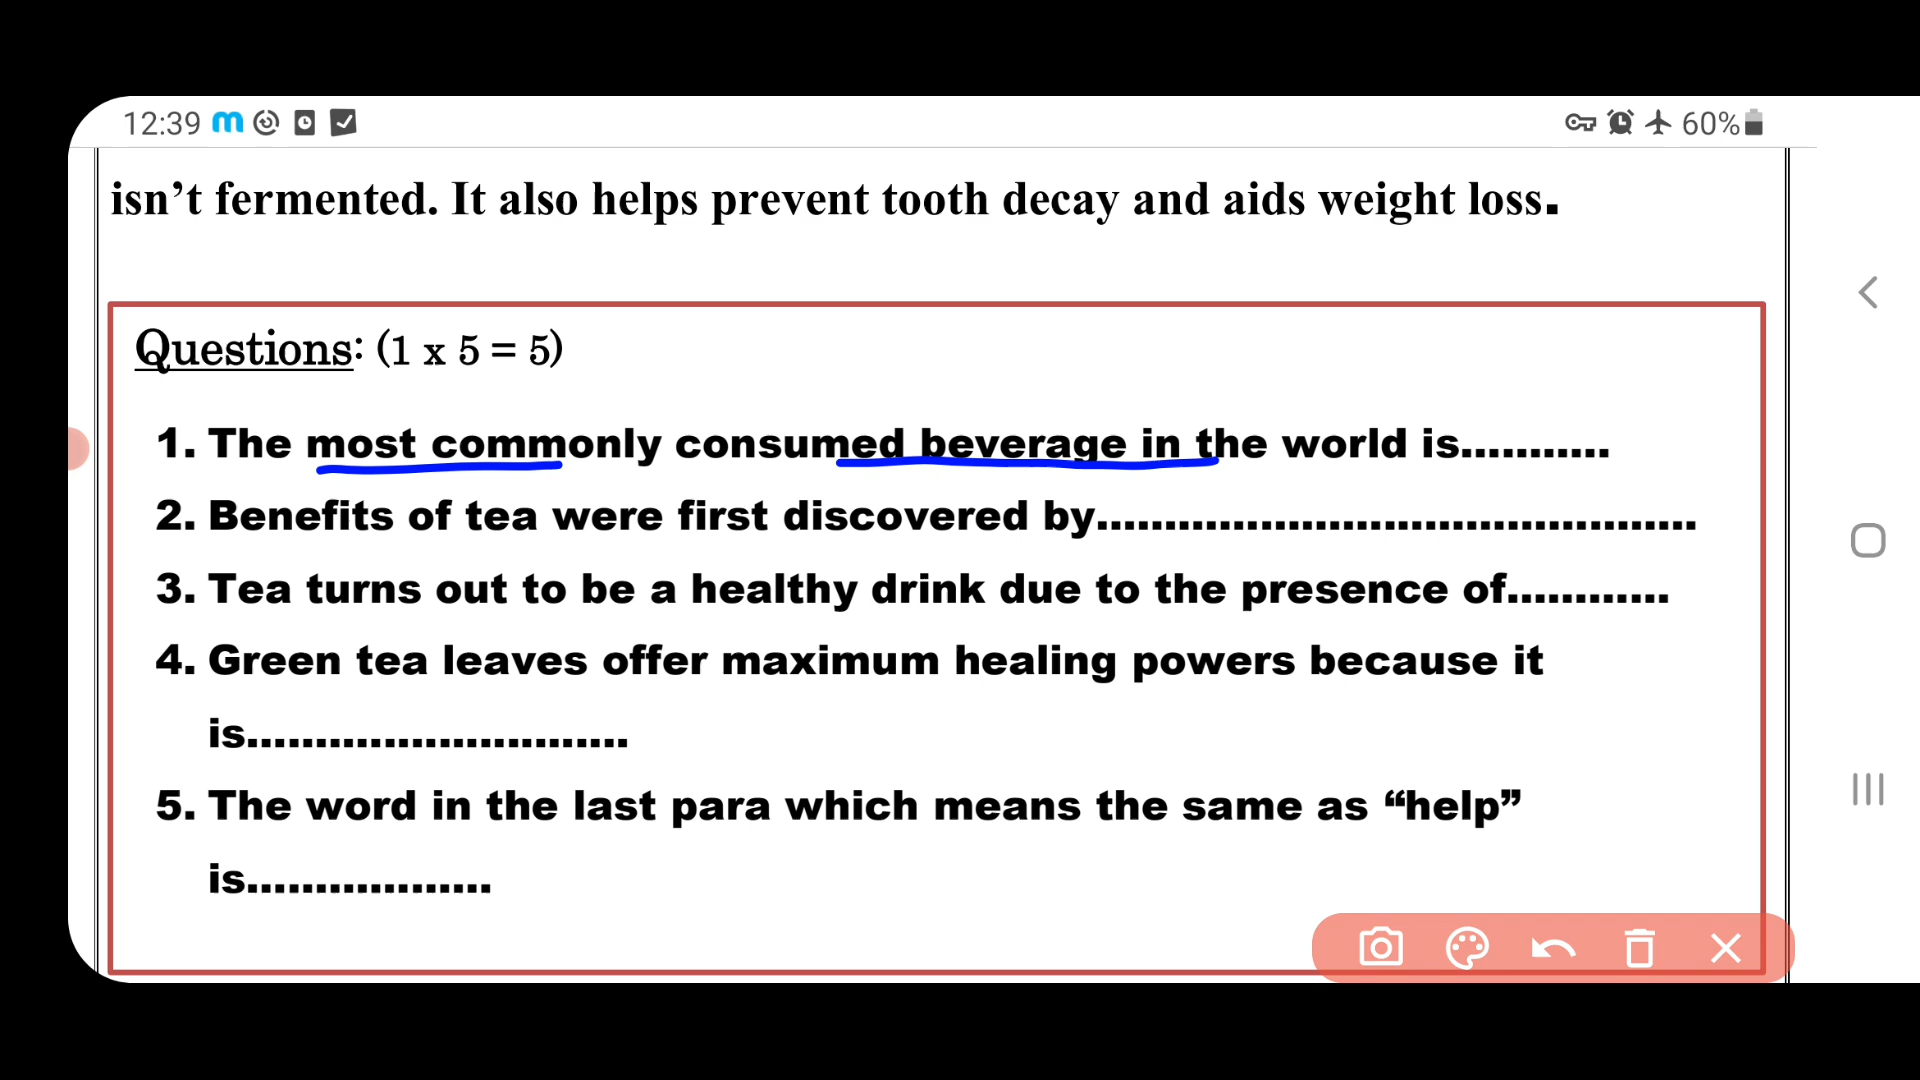 12:39
60%
isn’t fermented. It also helps prevent tooth decay and aids weight loss.
Questions: (1 x 5 = 5)
1. The most commonly consumed beverage in the world is...........
2. Benefits of tea were first discovered by............................................
3. Tea turns out to be a healthy drink due to the presence of............
4. Green tea leaves offer maximum healing powers because it
is............................
5. The word in the last para which means the same as “help”
is..................